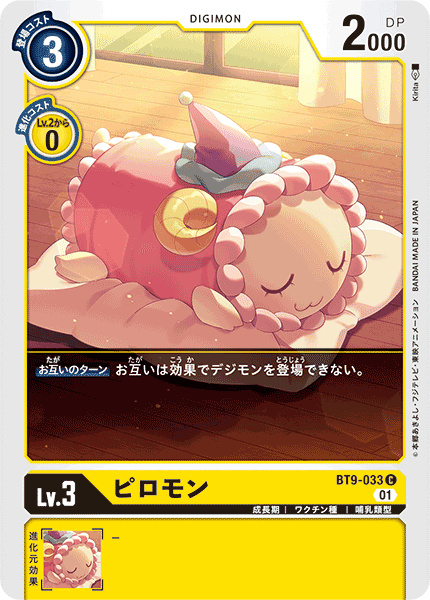 登場コスト
3
DIGIMON
DP
2000
進化コスト
Lv.2から
0
Kirita
© 本郷あきよし・フジテレビ・東映アニメーション BANDAI MADE IN JAPAN
お互いのターン お互いは効果でデジモンを登場できない。
BT9-033 C
Lv.3 ピロモン
01
成長期 | ワクチン種 | 哺乳類型
進化元効果
–